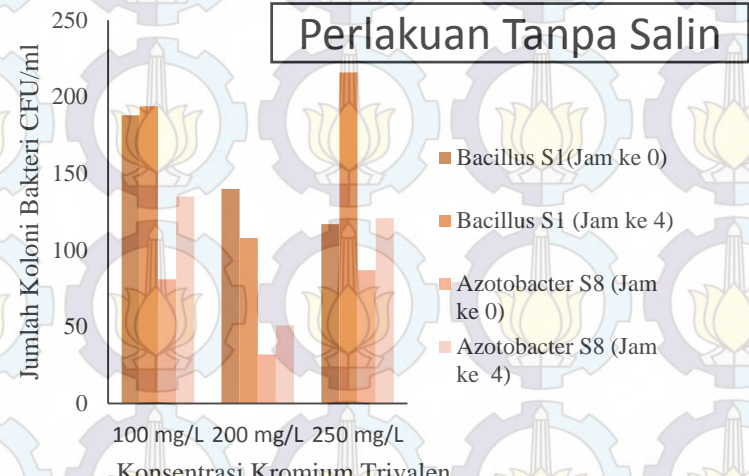 Perlakuan Tanpa Salin
Jumlah Koloni Bakteri CFU/ml
250
200
150
100
50
0
100 mg/L 200 mg/L 250 mg/L
Konsentrasi Kromium Trivalen
Bacillus S1(Jam ke 0)
Bacillus S1 (Jam ke 4)
Azotobacter S8 (Jam
ke 0)
Azotobacter S8 (Jam
ke 4)